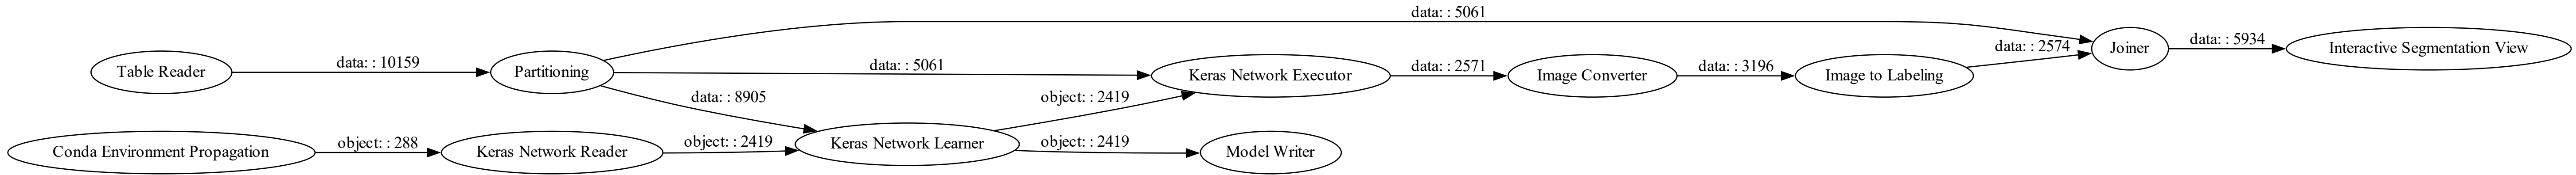 data: : 5061
Table Reader
data: : 10159
Partitioning
data: : 5061
Keras Network Executor
data: : 2571
Image Converter
data: : 3196
Image to Labeling
data: : 2574
Joiner
data: : 5934
Interactive Segmentation View
data: : 8905
object: : 2419
Conda Environment Propagation
object: : 288
Keras Network Reader
object: : 2419
Keras Network Learner
object: : 2419
Model Writer